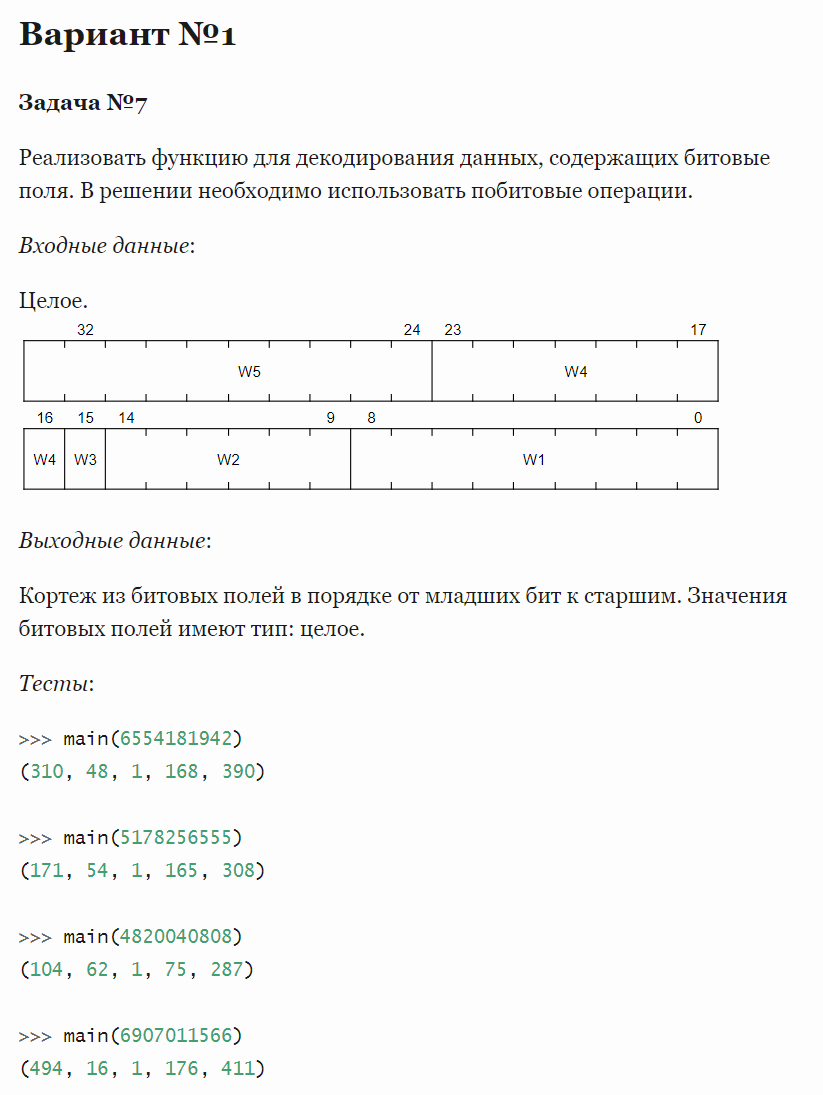 Вариант №1
Задача №7
Реализовать функцию для декодирования данных, содержащих битовые
поля. В решении необходимо использовать побитовые операции.
Входные данные:
Целое.
32 24 23 17
W5 W4
16 15 14 9 8 0
W4 W3 W2 W1
Выходные данные:
Кортеж из битовых полей в порядке от младших бит к старшим. Значения
битовых полей имеют тип: целое.
Тесты:
>>> main(6554181942)
(310, 48, 1, 168, 390)
>>> main(5178256555)
(171, 54, 1, 165, 308)
>>> main(4820040808)
(104, 62, 1, 75, 287)
>>> main(6907011566)
(494, 16, 1, 176, 411)